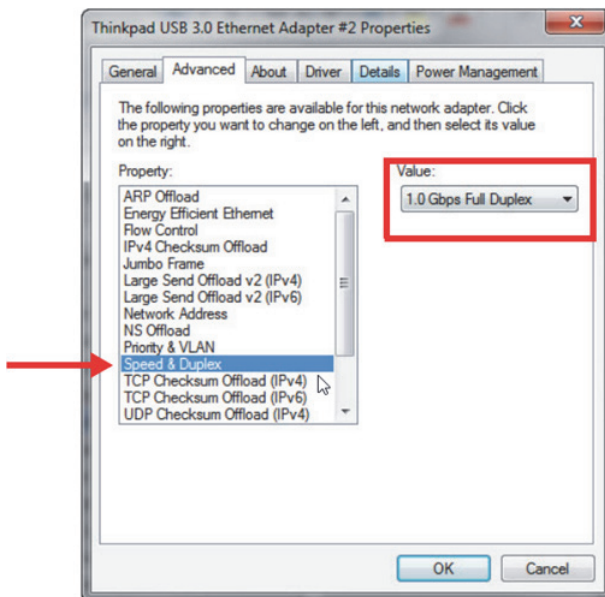 Thinkpad USB 3.0 Ethernet Adapter #2 Properties
General Advanced About Driver Details Power Management
The following properties are available for this network adapter. Click
the property you want to change on the left, and then select its value
on the right.
Property:
Value:
ARP Offload
Energy Efficient Ethernet
Flow Control
IPv4 Checksum Offload
Jumbo Frame
Large Send Offload v2 (IPv4)
Large Send Offload v2 (IPv6)
Network Address
NS Offload
Priority & VLAN
Speed & Duplex
TCP Checksum Offload (IPv4)
TCP Checksum Offload (IPv6)
UDP Checksum Offload (IPv4)
1.0 Gbps Full Duplex
OK Cancel